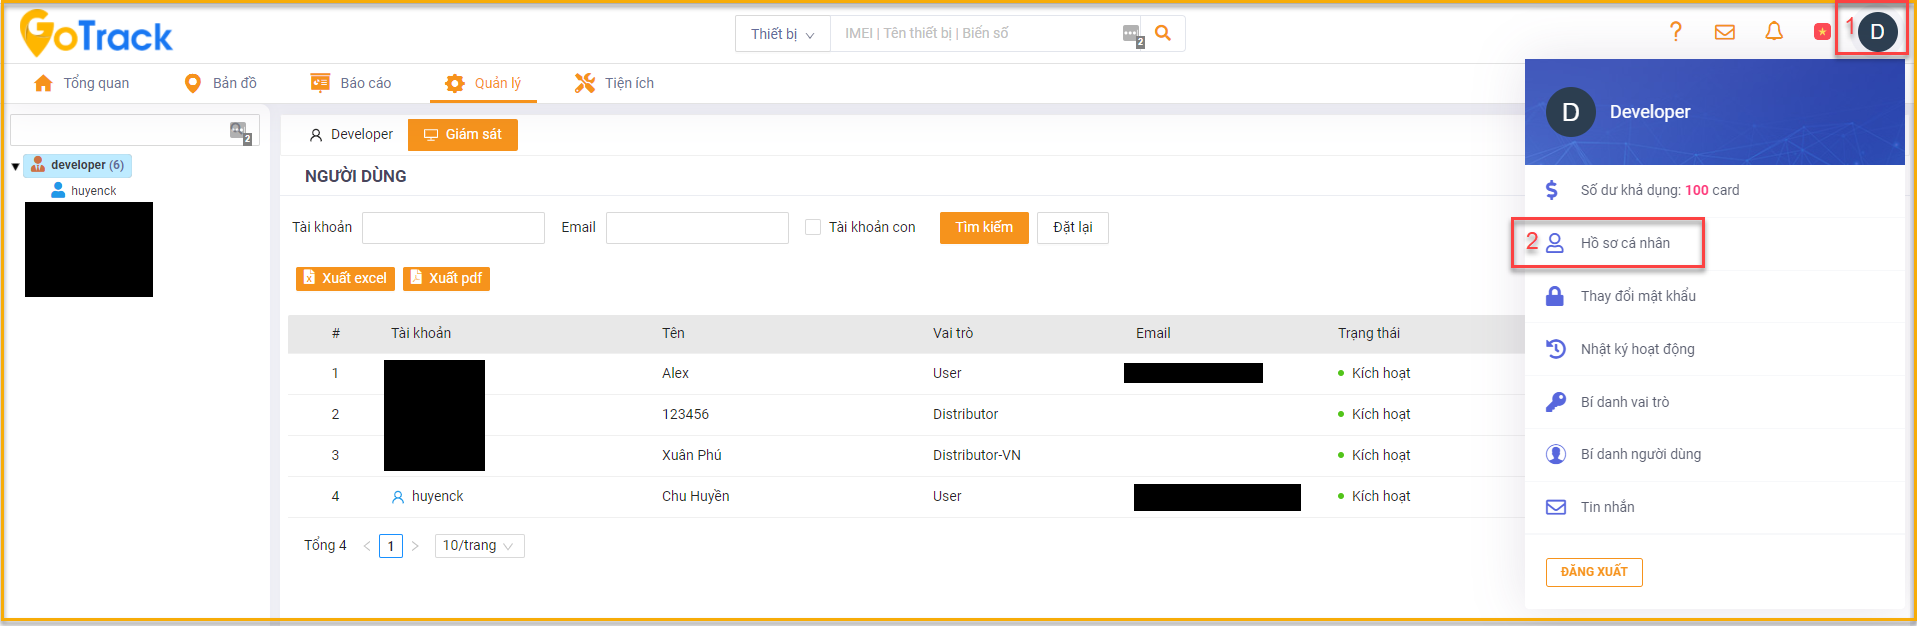 GoTrack
Thiết bị
IMEI | Tên thiết bị | Biển số
2
?
1
D
Tổng quan
Bản đồ
Báo cáo
Quản lý
Tiện ích
2
developer (6)
huyenck
Developer
Giám sát
NGƯỜI DÙNG
Tài khoản
Email
Tài khoản con
Tìm kiếm
Đặt lại
Xuất excel
Xuất pdf
# Tài khoản Tên Vai trò Email Trạng thái
1 Alex User Kích hoạt
2 123456 Distributor Kích hoạt
3 Xuân Phú Distributor-VN Kích hoạt
4 huyenck Chu Huyền User Kích hoạt
Tổng 4 < 1 > 10/trang
D Developer
Số dư khả dụng: 100 card
2 Hồ sơ cá nhân
Thay đổi mật khẩu
Nhật ký hoạt động
Bí danh vai trò
Bí danh người dùng
Tin nhắn
ĐĂNG XUẤT